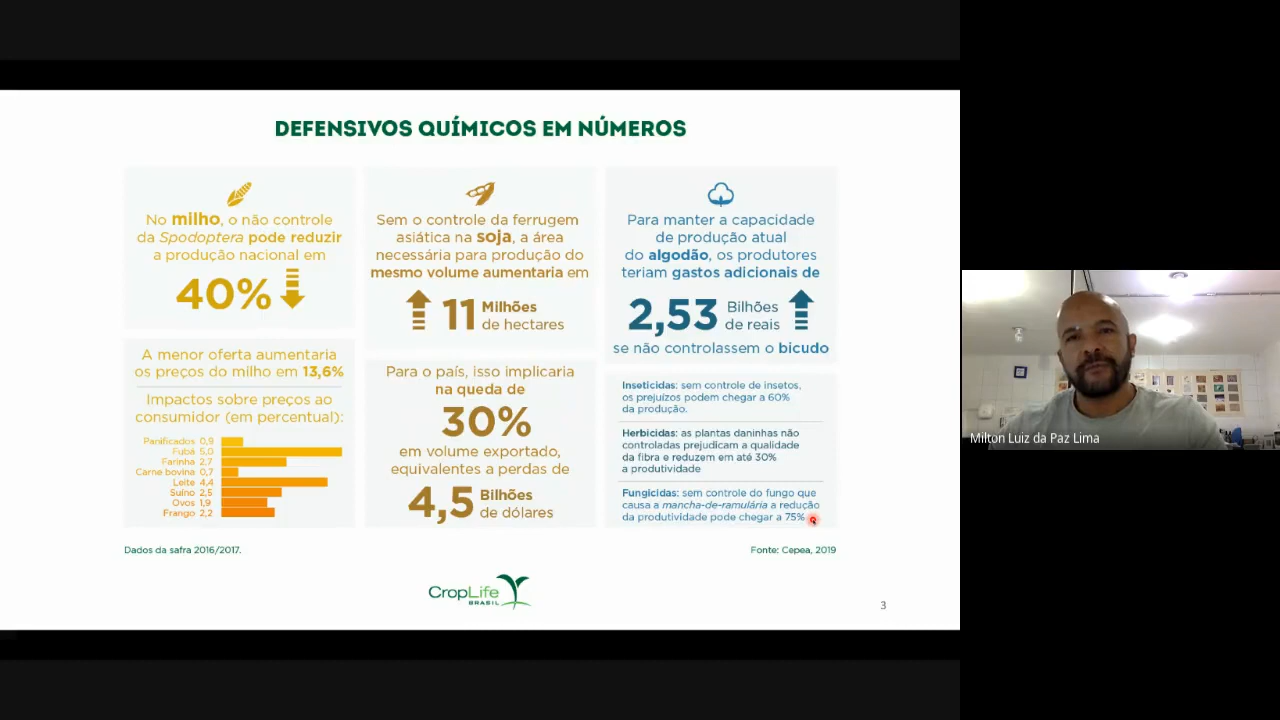 DEFENSIVOS QUÍMICOS EM NÚMEROS
No milho, o não controle
da Spodoptera pode reduzir
a produção nacional em
40%
A menor oferta aumentaria
os preços do milho em 13,6%
Impactos sobre preços ao
consumidor (em percentual):
Panificados 0,9
Fubá 5,0
Farinha 2,7
Carne bovina 0,7
Leite 4,4
Suíno 2,5
Ovos 1,9
Frango 2,2
Sem o controle da ferrugem
asiática na soja, a área
necessária para produção do
mesmo volume aumentaria em
11 Milhões
de hectares
Para o país, isso implicaria
na queda de
30%
em volume exportado,
equivalentes a perdas de
4,5 Bilhões
de dólares
Para manter a capacidade
de produção atual
do algodão, os produtores
teriam gastos adicionais de
2,53 Bilhões
de reais
se não controlassem o bicudo
Inseticidas: sem controle de insetos,
os prejuízos podem chegar a 60%
da produção.
Herbicidas: as plantas daninhas não
controladas prejudicam a qualidade
da fibra e reduzem em até 30%
a produtividade
Fungicidas: sem controle do fungo que
causa a mancha-de-ramulária a redução
da produtividade pode chegar a 75%
Dados da safra 2016/2017.
Fonte: Cepea, 2019
CropLife
BRASIL
3
Milton Luiz da Paz Lima